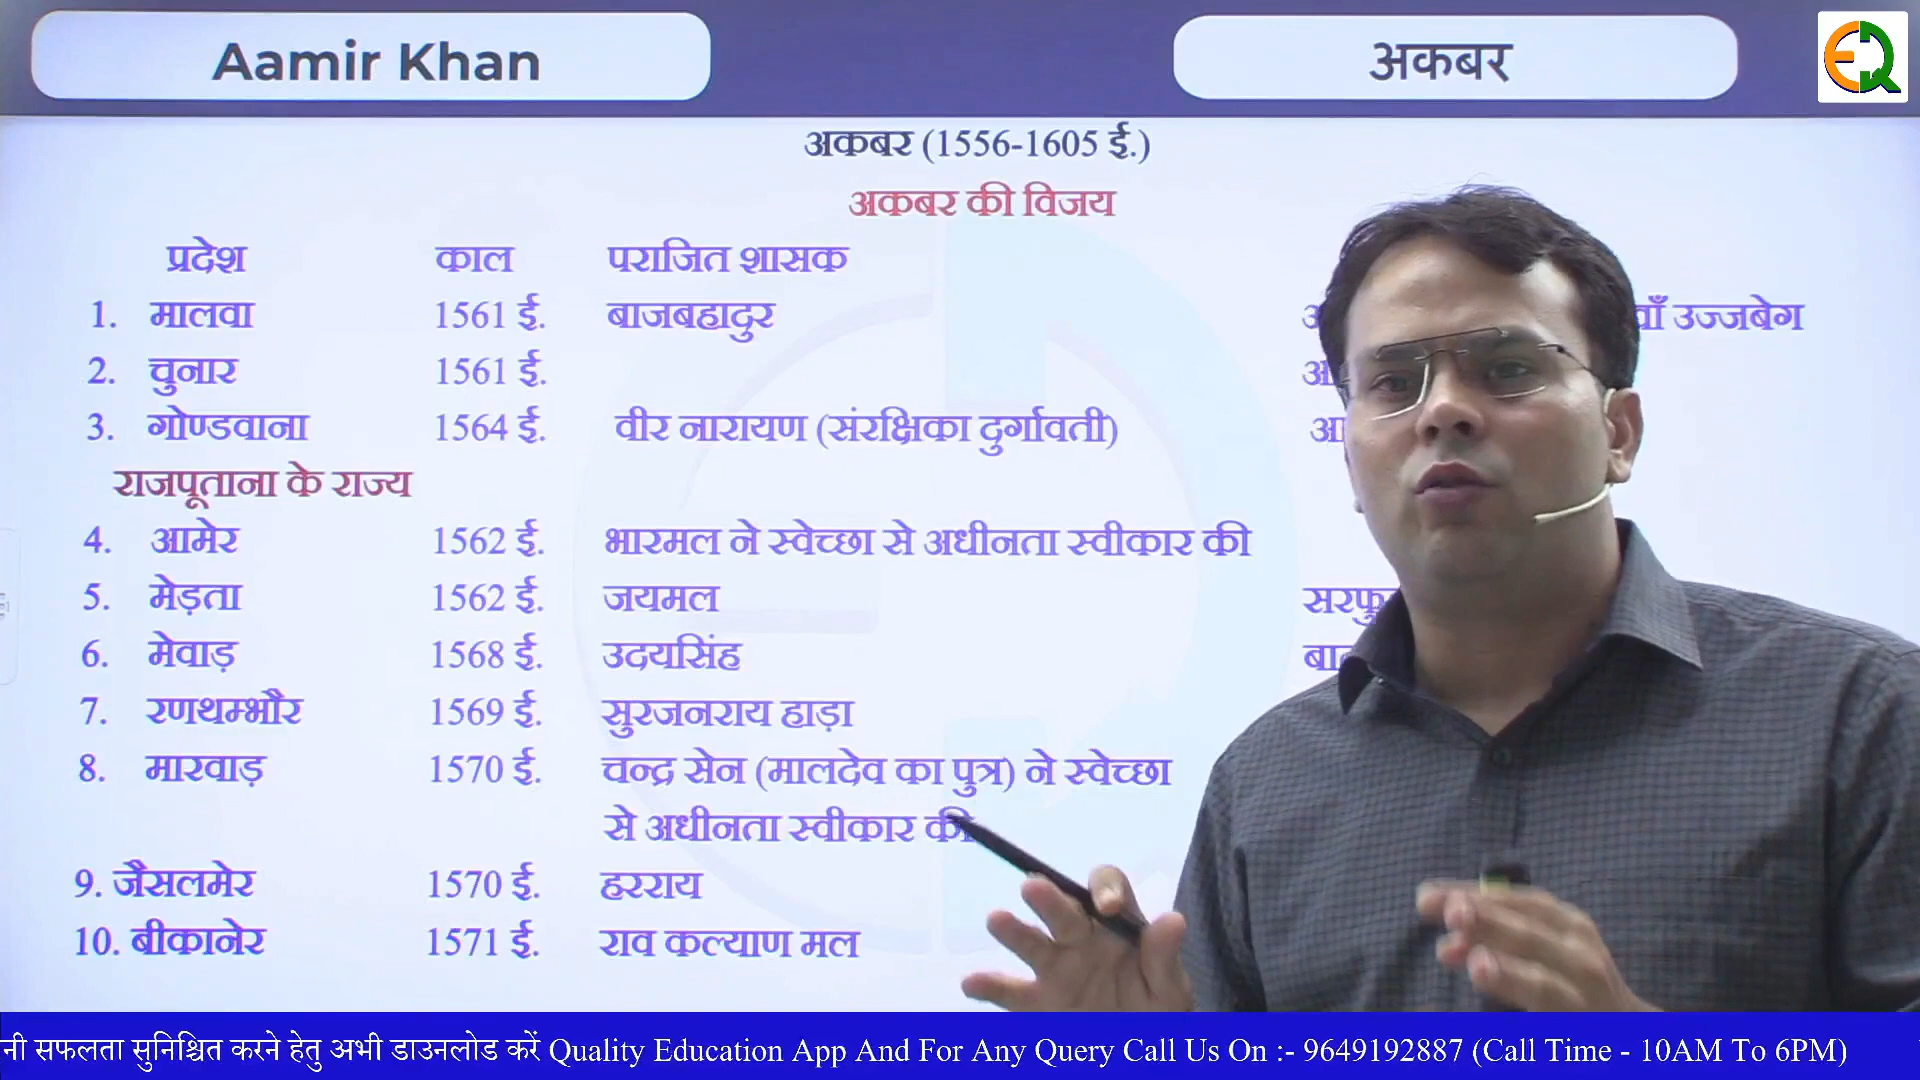 Aamir Khan
अकबर
EQ
अकबर (1556-1605 ई.)
अकबर की विजय
प्रदेश काल पराजित शासक
1. मालवा 1561 ई. बाजबहादुर उज्जबेग
2. चुनार 1561 ई.
3. गोण्डवाना 1564 ई. वीर नारायण (संरक्षिका दुर्गावती)
राजपूताना के राज्य
4. आमेर 1562 ई. भारमल ने स्वेच्छा से अधीनता स्वीकार की
5. मेड़ता 1562 ई. जयमल
6. मेवाड़ 1568 ई. उदयसिंह
7. रणथम्भौर 1569 ई. सुरजनराय हाड़ा
8. मारवाड़ 1570 ई. चन्द्र सेन (मालदेव का पुत्र) ने स्वेच्छा
से अधीनता स्वीकार की
9. जैसलमेर 1570 ई. हरराय
10. बीकानेर 1571 ई. राव कल्याण मल
नी सफलता सुनिश्चित करने हेतु अभी डाउनलोड करें Quality Education App And For Any Query Call Us On :- 9649192887 (Call Time - 10AM To 6PM)